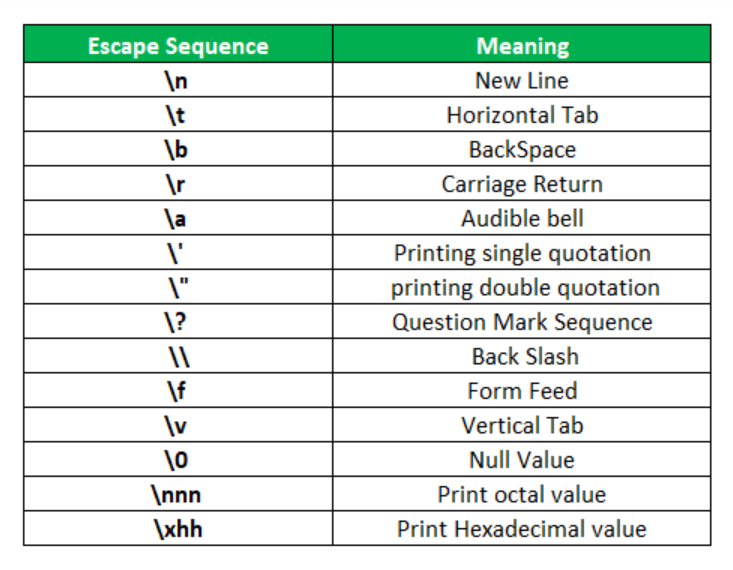 Escape Sequence Meaning
\n New Line
\t Horizontal Tab
\b BackSpace
\r Carriage Return
\a Audible bell
\' Printing single quotation
\" printing double quotation
\? Question Mark Sequence
\\ Back Slash
\f Form Feed
\v Vertical Tab
\0 Null Value
\nnn Print octal value
\xhh Print Hexadecimal value